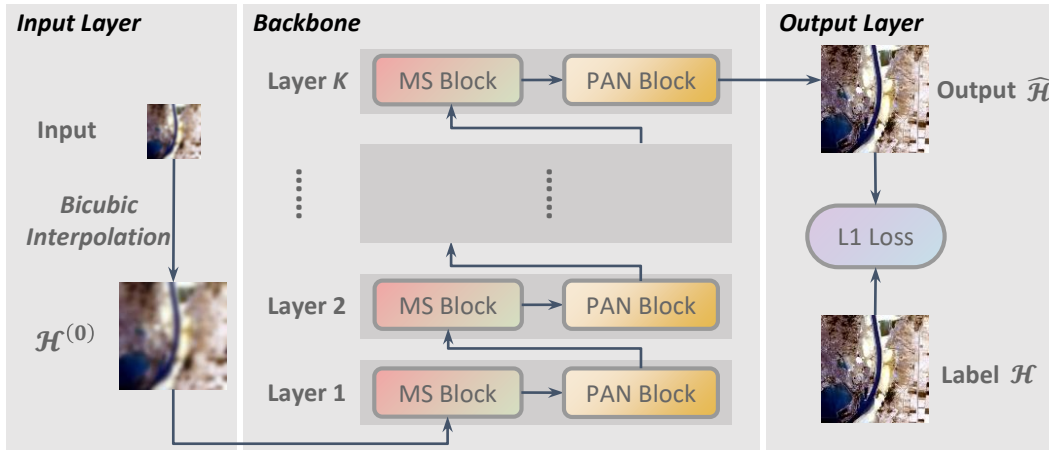 Input Layer
Input
Bicubic
Interpolation
ℋ⁽⁰⁾
Backbone
Layer K
MS Block
PAN Block
......
......
Layer 2
MS Block
PAN Block
Layer 1
MS Block
PAN Block
Output Layer
Output ℋ̂
L1 Loss
Label ℋ